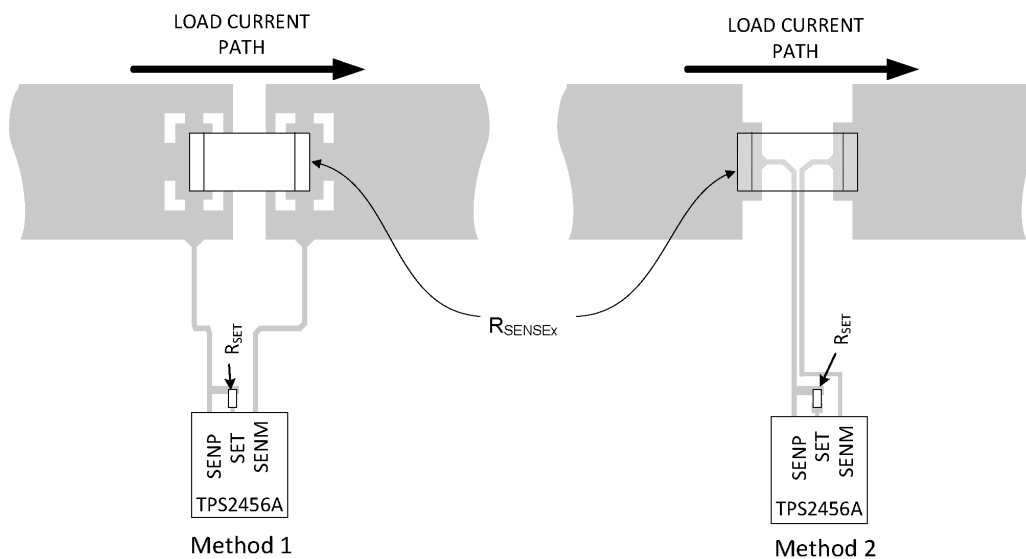 LOAD CURRENT
PATH
LOAD CURRENT
PATH
RSENSEx
RSET
RSET
SENP
SET
SENM
TPS2456A
SENP
SET
SENM
TPS2456A
Method 1
Method 2